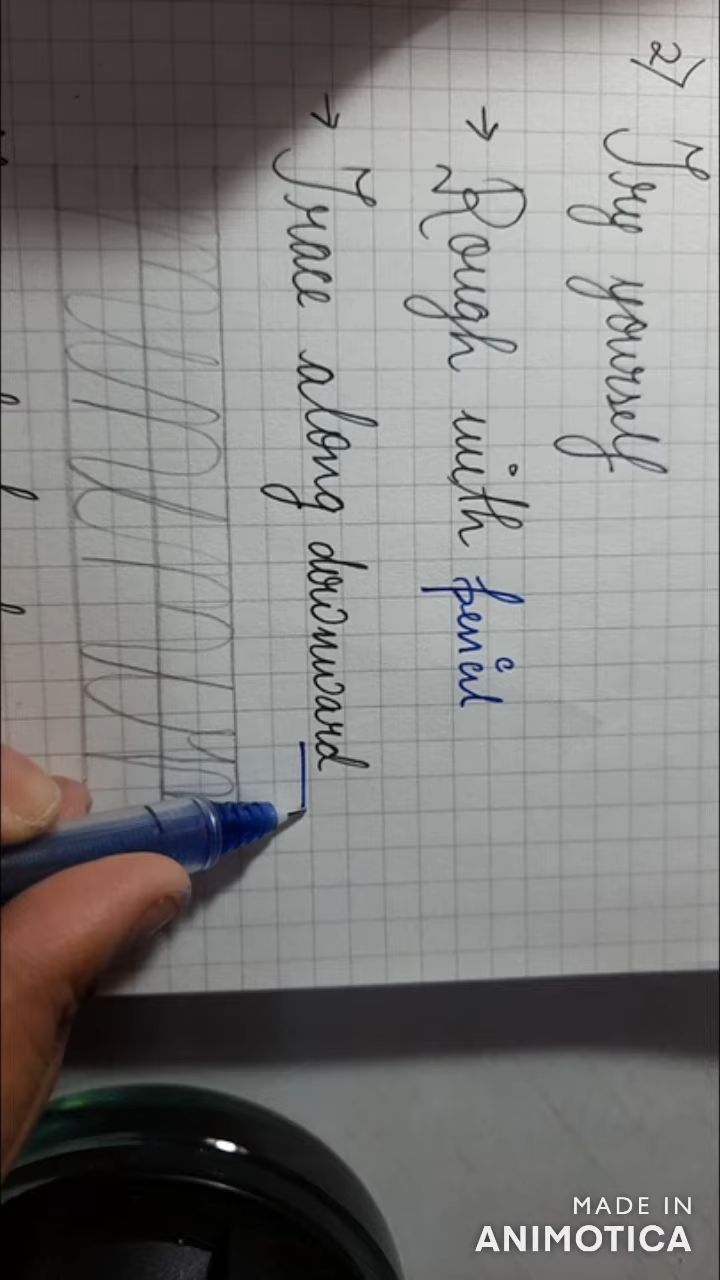 2) Try yourself
→ Rough with pencil
→ Trace along downward
MADE IN
ANIMOTICA